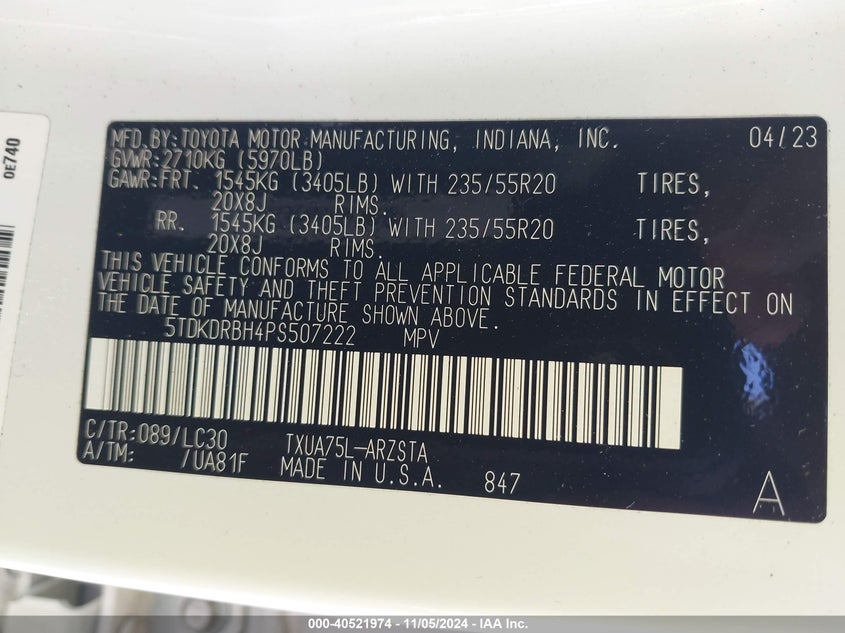 0E740
MFD.BY:TOYOTA MOTOR MANUFACTURING, INDIANA, INC. 04/23
GVWR:2710KG (5970LB)
GAWR:FRT. 1545KG (3405LB) WITH 235/55R20 TIRES,
20X8J RIMS.
RR. 1545KG (3405LB) WITH 235/55R20 TIRES,
20X8J RIMS.
THIS VEHICLE CONFORMS TO ALL APPLICABLE FEDERAL MOTOR
VEHICLE SAFETY AND THEFT PREVENTION STANDARDS IN EFFECT ON
THE DATE OF MANUFACTURE SHOWN ABOVE.
5TDKDRBH4PS507222 MPV
C/TR:089/LC30 TXUA75L-ARZSTA
A/TM: /UA81F MADE IN U.S.A. 847
A
000-40521974 - 11/05/2024 - IAA Inc.